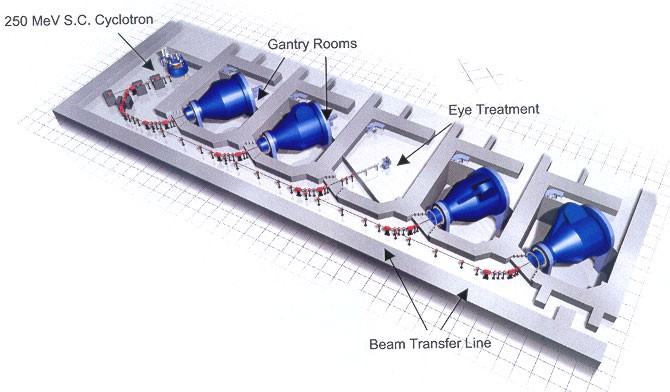 250 MeV S.C. Cyclotron
Gantry Rooms
Eye Treatment
Beam Transfer Line